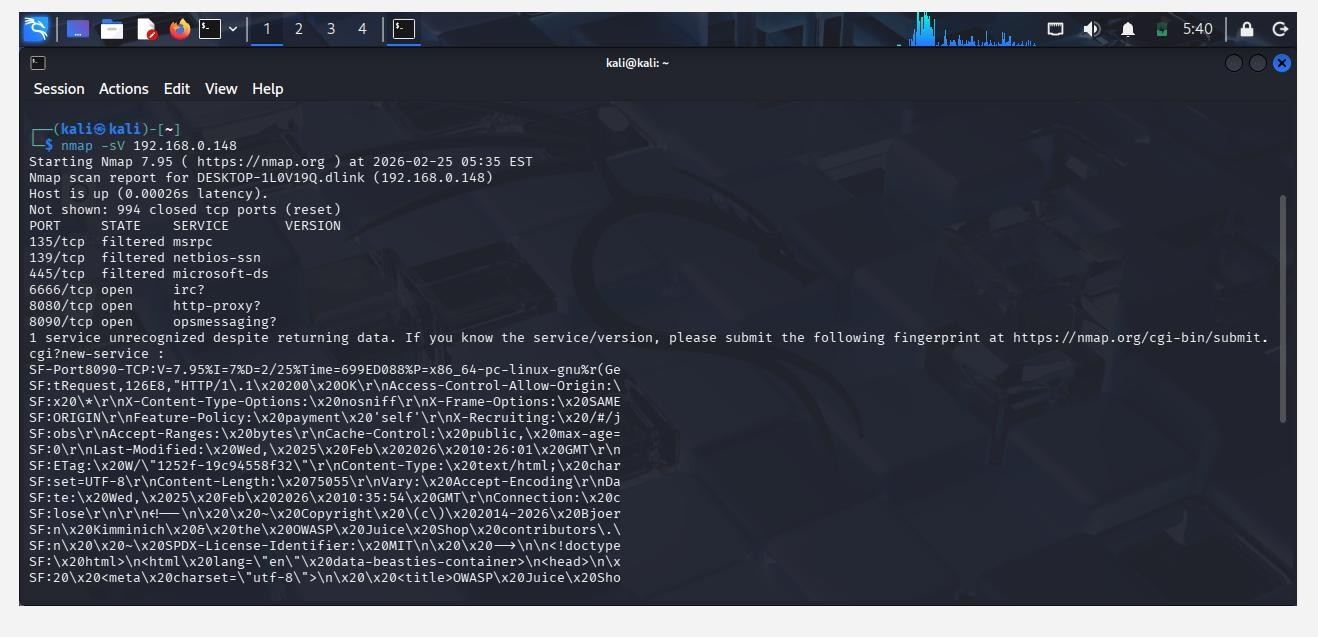 1 2 3 4 5:40
kali@kali: ~
Session Actions Edit View Help
┌──(kali㉿kali)-[~]
└─$ nmap -sV 192.168.0.148
Starting Nmap 7.95 ( https://nmap.org ) at 2026-02-25 05:35 EST
Nmap scan report for DESKTOP-1L0V19Q.dlink (192.168.0.148)
Host is up (0.00026s latency).
Not shown: 994 closed tcp ports (reset)
PORT     STATE    SERVICE       VERSION
135/tcp  filtered msrpc
139/tcp  filtered netbios-ssn
445/tcp  filtered microsoft-ds
6666/tcp open     irc?
8080/tcp open     http-proxy?
8090/tcp open     opsmessaging?
1 service unrecognized despite returning data. If you know the service/version, please submit the following fingerprint at https://nmap.org/cgi-bin/submit.
cgi?new-service :
SF-Port8090-TCP:V=7.95%I=7%D=2/25%Time=699ED088%P=x86_64-pc-linux-gnu%r(Ge
SF:tRequest,126E8,"HTTP/1\.1\x20200\x20OK\r\nAccess-Control-Allow-Origin:\
SF:x20\*\r\nX-Content-Type-Options:\x20nosniff\r\nX-Frame-Options:\x20SAME
SF:ORIGIN\r\nFeature-Policy:\x20payment\x20'self'\r\nX-Recruiting:\x20/#/j
SF:obs\r\nAccept-Ranges:\x20bytes\r\nCache-Control:\x20public,\x20max-age=
SF:0\r\nLast-Modified:\x20Wed,\x2025\x20Feb\x202026\x2010:26:01\x20GMT\r\n
SF:ETag:\x20W/\"1252f-19c94558f32\"\r\nContent-Type:\x20text/html;\x20char
SF:set=UTF-8\r\nContent-Length:\x2075055\r\nVary:\x20Accept-Encoding\r\nDa
SF:te:\x20Wed,\x2025\x20Feb\x202026\x2010:35:54\x20GMT\r\nConnection:\x20c
SF:lose\r\n\r\n<!--\n\x20\x20~\x20Copyright\x20\(c\)\x202014-2026\x20Bjoer
SF:n\x20Kimminich\x20&\x20the\x20OWASP\x20Juice\x20Shop\x20contributors\.\
SF:n\x20\x20~\x20SPDX-License-Identifier:\x20MIT\n\x20\x20-->\n\n<!doctype
SF:\x20html>\n<html\x20lang=\"en\"\x20data-beasties-container>\n<head>\n\x
SF:20\x20<meta\x20charset=\"utf-8\">\n\x20\x20<title>OWASP\x20Juice\x20Sho